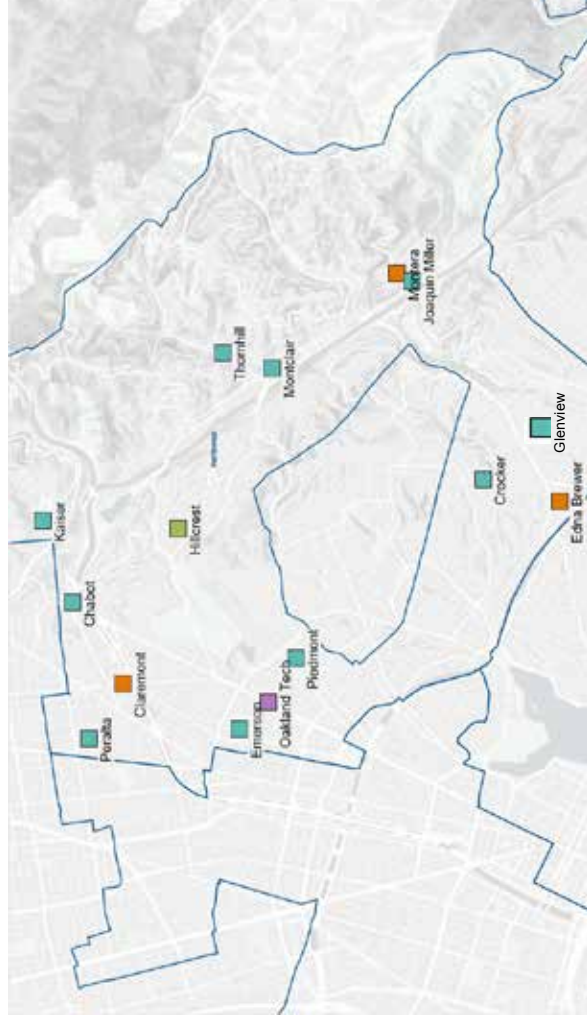 Kaiser
Chabot
Peralta
Claremont
Hillcrest
Thornhill
Emerson
Oakland Tech
Montclair
Piedmont
Montera
Joaquin Miller
Crocker
Glenview
Edna Brewer